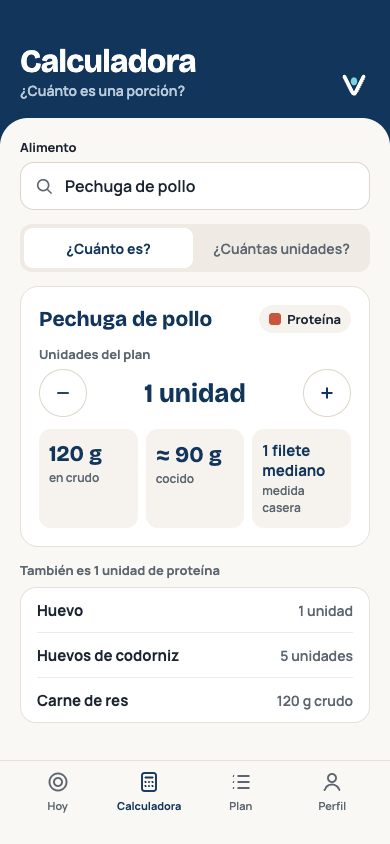 Calculadora
¿Cuánto es una porción?
Alimento
Pechuga de pollo
¿Cuánto es?
¿Cuántas unidades?
Pechuga de pollo
Proteína
Unidades del plan
1 unidad
120 g
en crudo
≈ 90 g
cocido
1 filete
mediano
medida
casera
También es 1 unidad de proteína
Huevo
1 unidad
Huevos de codorniz
5 unidades
Carne de res
120 g crudo
Hoy
Calculadora
Plan
Perfil